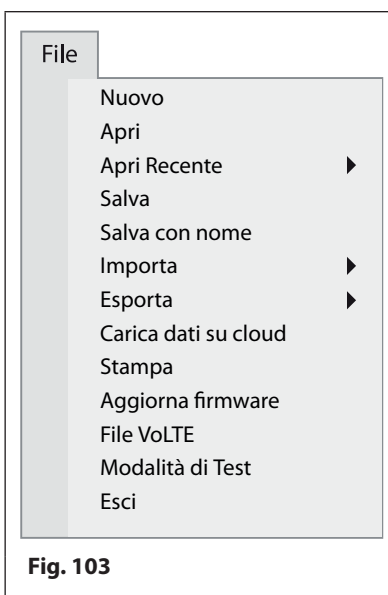 File
Nuovo
Apri
Apri Recente
Salva
Salva con nome
Importa
Esporta
Carica dati su cloud
Stampa
Aggiorna firmware
File VoLTE
Modalità di Test
Esci
Fig. 103